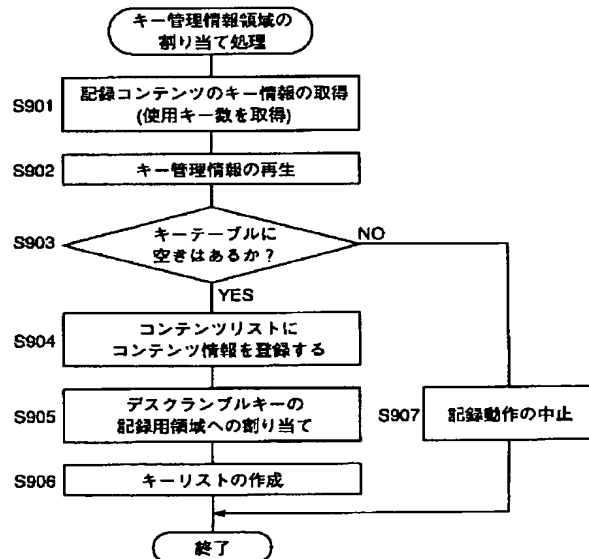 キー管理情報領域の
割り当て処理
S901
記録コンテンツのキー情報の取得
(使用キー数を取得)
S902
キー管理情報の再生
S903
キーテーブルに
空きはあるか?
NO
YES
S904
コンテンツリストに
コンテンツ情報を登録する
S905
デスクランブルキーの
記録用領域への割り当て
S907
記録動作の中止
S906
キーリストの作成
終了